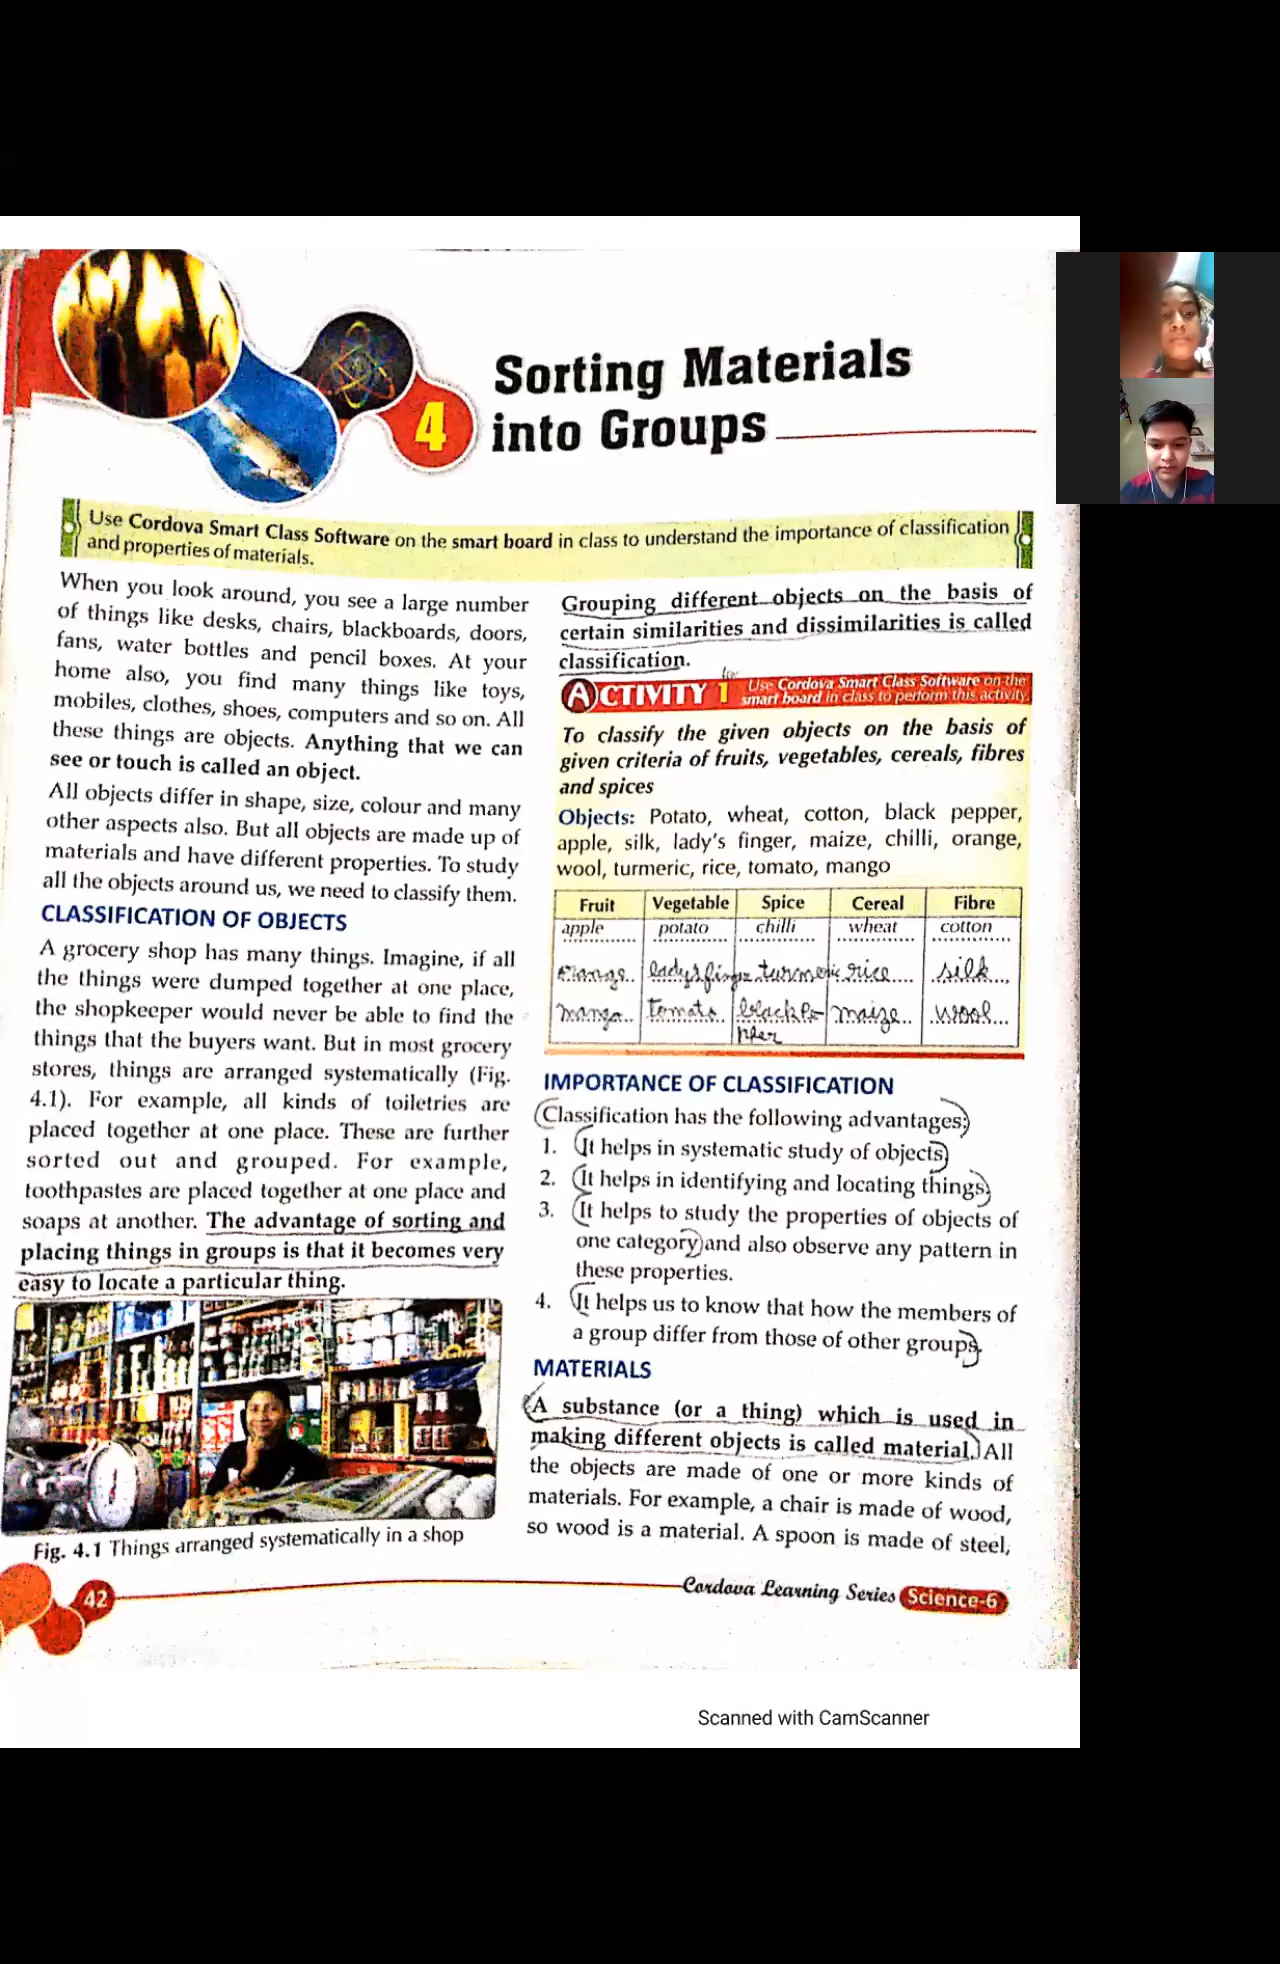 4
Sorting Materials
into Groups
Use Cordova Smart Class Software on the smart board in class to understand the importance of classification
and properties of materials.
When you look around, you see a large number
of things like desks, chairs, blackboards, doors,
fans, water bottles and pencil boxes. At your
home also, you find many things like toys,
mobiles, clothes, shoes, computers and so on. All
these things are objects. Anything that we can
see or touch is called an object.
All objects differ in shape, size, colour and many
other aspects also. But all objects are made up of
materials and have different properties. To study
all the objects around us, we need to classify them.
CLASSIFICATION OF OBJECTS
A grocery shop has many things. Imagine, if all
the things were dumped together at one place,
the shopkeeper would never be able to find the
things that the buyers want. But in most grocery
stores, things are arranged systematically (Fig.
4.1). For example, all kinds of toiletries are
placed together at one place. These are further
sorted out and grouped. For example,
toothpastes are placed together at one place and
soaps at another. The advantage of sorting and
placing things in groups is that it becomes very
easy to locate a particular thing.
Fig. 4.1 Things arranged systematically in a shop
Grouping different objects on the basis of
certain similarities and dissimilarities is called
classification.
ACTIVITY 1 Use Cordova Smart Class Software on the
smart board in class to perform this activity.
To classify the given objects on the basis of
given criteria of fruits, vegetables, cereals, fibres
and spices
Objects: Potato, wheat, cotton, black pepper,
apple, silk, lady's finger, maize, chilli, orange,
wool, turmeric, rice, tomato, mango
Fruit Vegetable Spice Cereal Fibre
apple potato chilli wheat cotton
orange ladys finger turmeric rice silk
mango tomato black Pe maize wool
pper
IMPORTANCE OF CLASSIFICATION
Classification has the following advantages:
1. It helps in systematic study of objects
2. It helps in identifying and locating things.
3. It helps to study the properties of objects of
one category and also observe any pattern in
these properties.
4. It helps us to know that how the members of
a group differ from those of other groups.
MATERIALS
A substance (or a thing) which is used in
making different objects is called material. All
the objects are made of one or more kinds of
materials. For example, a chair is made of wood,
so wood is a material. A spoon is made of steel,
42
Cordova Learning Series Science-6
Scanned with CamScanner